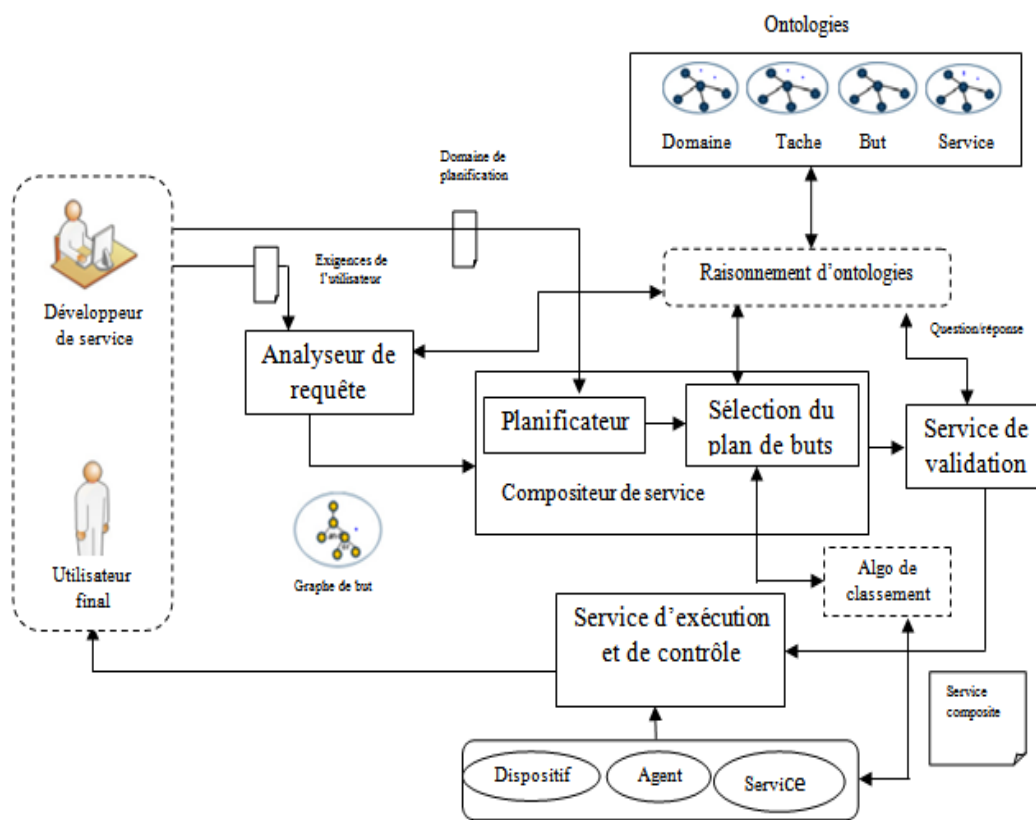 Ontologies
Domaine
Tache
But
Service
Domaine de
planification
Exigences de
l'utilisateur
Raisonnement d'ontologies
Développeur
de service
Question/réponse
Analyseur de
requête
Planificateur
Sélection du
plan de buts
Service de
validation
Compositeur de service
Utilisateur
final
Graphe de but
Algo de
classement
Service d'exécution
et de contrôle
Service
composite
Dispositif
Agent
Service